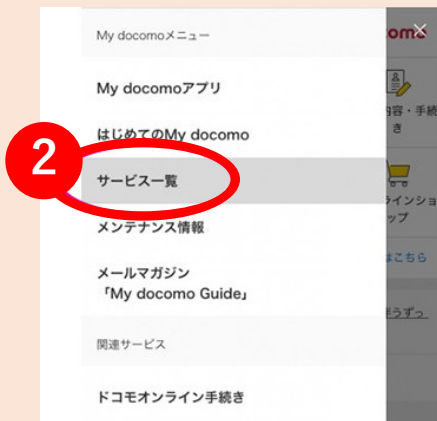 My docomoメニュー
omo
My docomoアプリ
内容・手続
き
はじめてのMy docomo
2
サービス一覧
ラインショ
ップ
メンテナンス情報
はこちら
メールマガジン
「My docomo Guide」
関連サービス
ドコモオンライン手続き